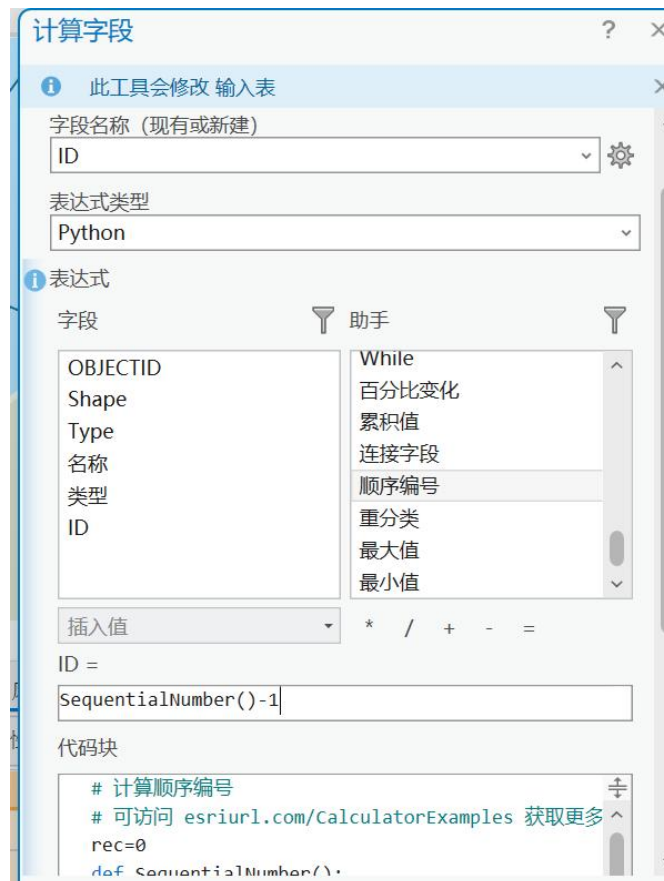 计算字段 ?
此工具会修改 输入表
字段名称（现有或新建）
ID
表达式类型
Python
表达式
字段
助手
OBJECTID
Shape
Type
名称
类型
ID
While
百分比变化
累积值
连接字段
顺序编号
重分类
最大值
最小值
插入值
* / + - =
ID =
SequentialNumber()-1
代码块
# 计算顺序编号
# 可访问 esriurl.com/CalculatorExamples 获取更多
rec=0
def SequentialNumber():